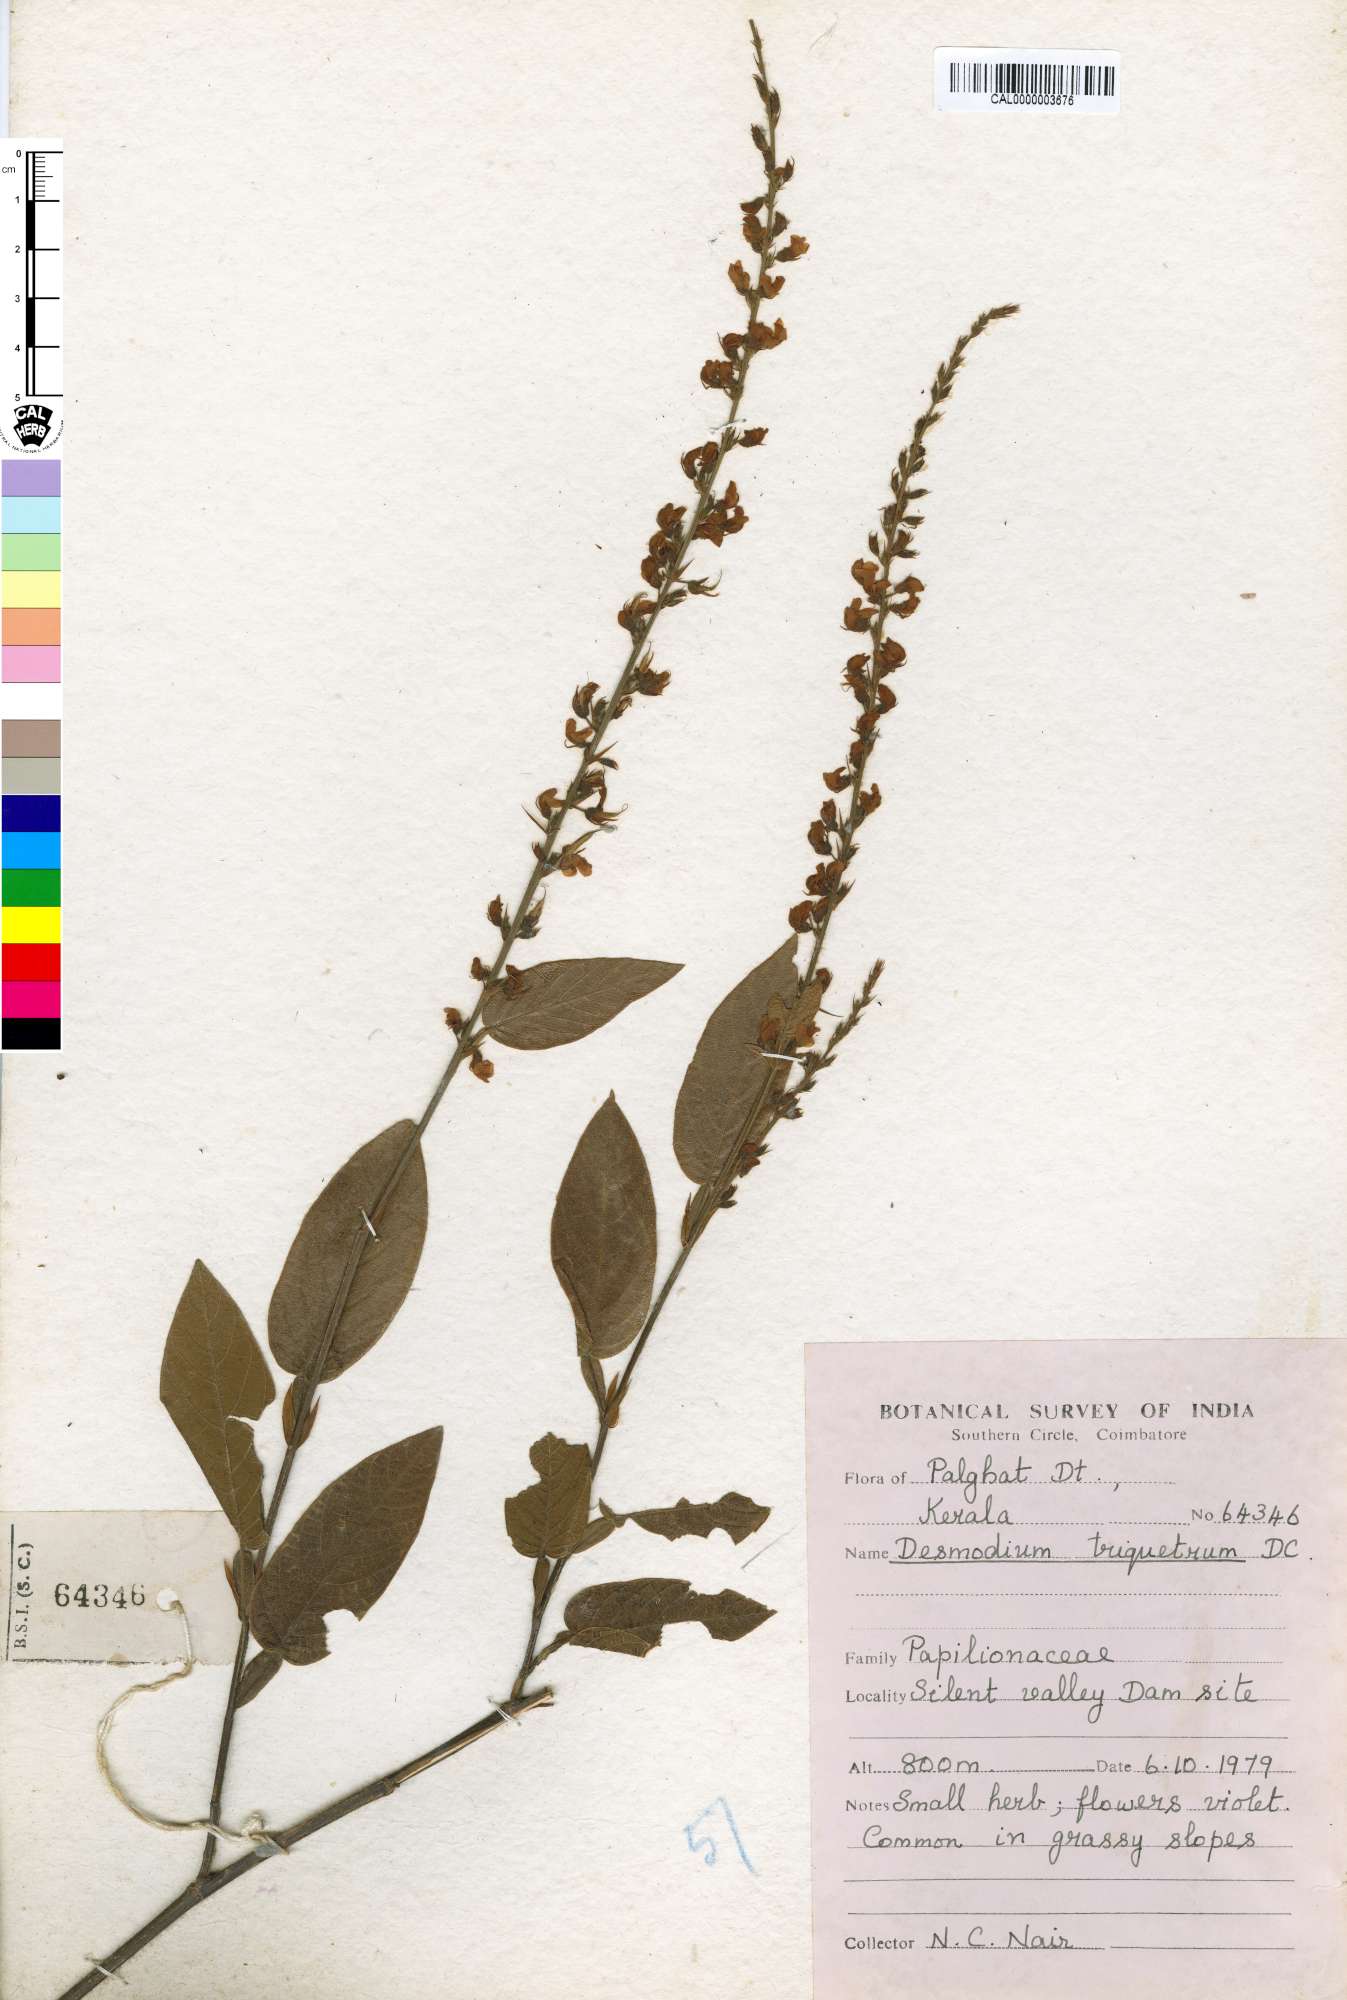 CAL0000003676
0
cm
1
2
3
4
5
CAL
HERB
BOTANICAL SURVEY OF INDIA
Southern Circle, Coimbatore
Flora of Palghat Dt.,
Kerala No 64346
Name Desmodium triquetrum DC.
Family Papilionaceae
Locality Silent valley Dam site
Alt. 800m. Date 6.10.1979
Notes Small herb; flowers violet.
Common in grassy slopes
Collector N. C. Nair
B.S.I. (S. C.)
64346
51